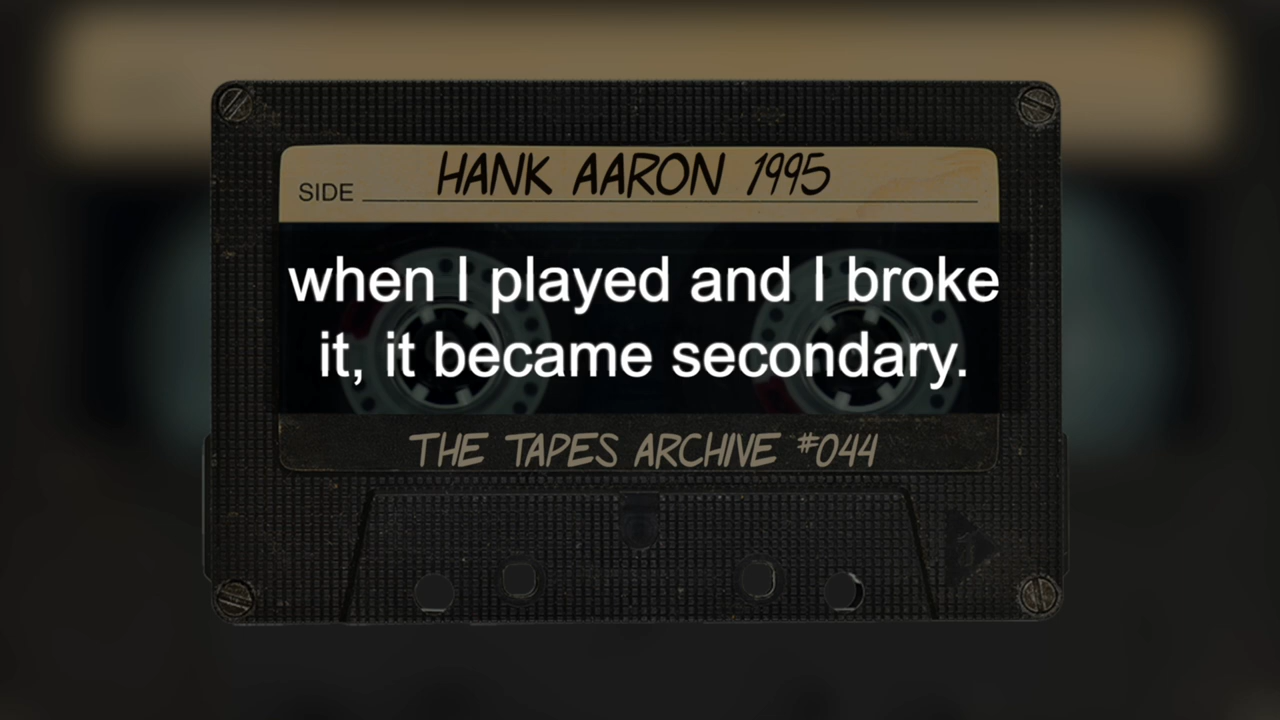 HANK AARON 1995
SIDE
when I played and I broke
it, it became secondary.
THE TAPES ARCHIVE #044